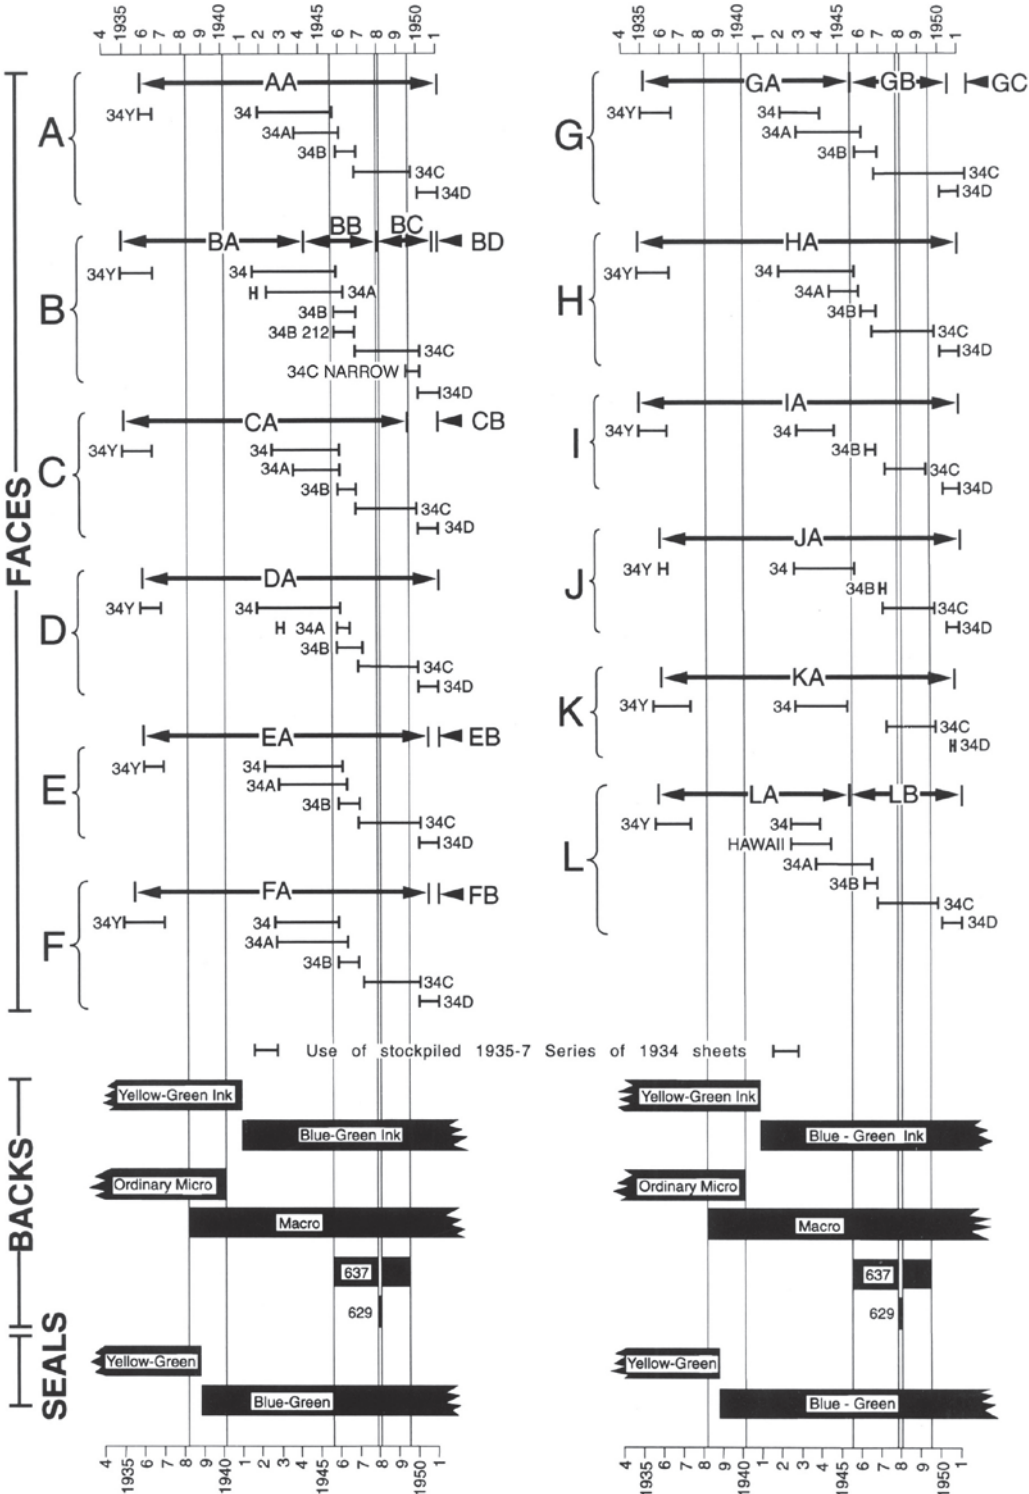 4 1935 6 7 8 9 1940 1 2 3 4 1945 6 7 8 9 1950 1
4 1935 6 7 8 9 1940 1 2 3 4 1945 6 7 8 9 1950 1
FACES
A
AA
34Y 34
34A
34B
34C
34D
B
BA BB BC BD
34Y 34
34A
34B
34B 212
34C
34C NARROW
34D
C
CA CB
34Y 34
34A
34B
34C
34D
D
DA
34Y 34
34A
34B
34C
34D
E
EA EB
34Y 34
34A
34B
34C
34D
F
FA FB
34Y 34
34A
34B
34C
34D
G
GA GB GC
34Y 34
34A
34B
34C
34D
H
HA
34Y 34
34A
34B
34C
34D
I
IA
34Y 34
34B
34C
34D
J
JA
34Y 34
34B
34C
34D
K
KA
34Y 34
34C
34D
L
LA LB
34Y 34
HAWAII
34A
34B
34C
34D
Use of stockpiled 1935-7 Series of 1934 sheets
BACKS
Yellow-Green Ink
Blue-Green Ink
Ordinary Micro
Macro
637
629
SEALS
Yellow-Green
Blue-Green
Yellow-Green Ink
Blue - Green Ink
Ordinary Micro
Macro
637
629
Yellow-Green
Blue - Green
4 1935 6 7 8 9 1940 1 2 3 4 1945 6 7 8 9 1950 1
4 1935 6 7 8 9 1940 1 2 3 4 1945 6 7 8 9 1950 1